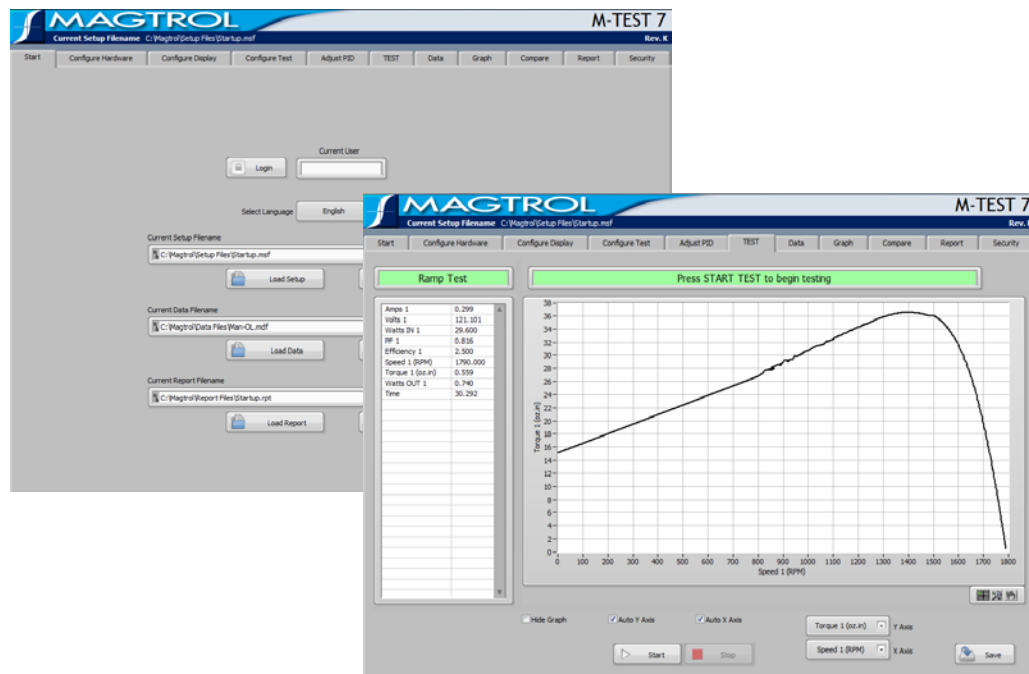 MAGTROL M-TEST 7
Current Setup Filename C:\Magtrol\Setup Files\Startup.msf Rev. K
Start Configure Hardware Configure Display Configure Test Adjust PID TEST Data Graph Compare Report Security
Current User
Login
Select Language English
Current Setup Filename
C:\Magtrol\Setup Files\Startup.msf
Load Setup
Current Data Filename
C:\Magtrol\Data Files\Man-OL.mdf
Load Data
Current Report Filename
C:\Magtrol\Report Files\Startup.rpt
Load Report
MAGTROL M-TEST 7
Current Setup Filename C:\Magtrol\Setup Files\Startup.msf Rev.
Start Configure Hardware Configure Display Configure Test Adjust PID TEST Data Graph Compare Report Security
Ramp Test Press START TEST to begin testing
Amps 1 0.299
Volts 1 121.101
Watts IN 1 29.600
PF 1 0.816
Efficiency 1 2.500
Speed 1 (RPM) 1790.000
Torque 1 (oz.in) 0.559
Watts OUT 1 0.740
Time 30.292
38
36
34
32
30
28
26
24
22
20
18
16
14
12
10
8
6
4
2
0
Torque 1 (oz.in)
0 100 200 300 400 500 600 700 800 900 1000 1100 1200 1300 1400 1500 1600 1700 1800
Speed 1 (RPM)
Hide Graph Auto Y Axis Auto X Axis
Torque 1 (oz.in) Y Axis
Start Stop Speed 1 (RPM) X Axis Save